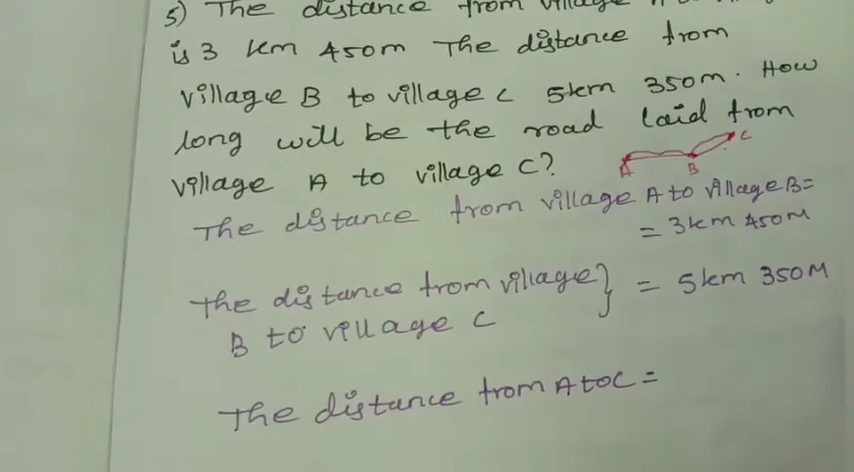 5) The distance from village
is 3 km 450m The distance from
village B to village C 5km 350m. How
long will be the road laid from
village A to village C?
A B C
The distance from village A to village B =
= 3km 450M
The distance from village } = 5km 350M
B to village C
The distance from A to C =